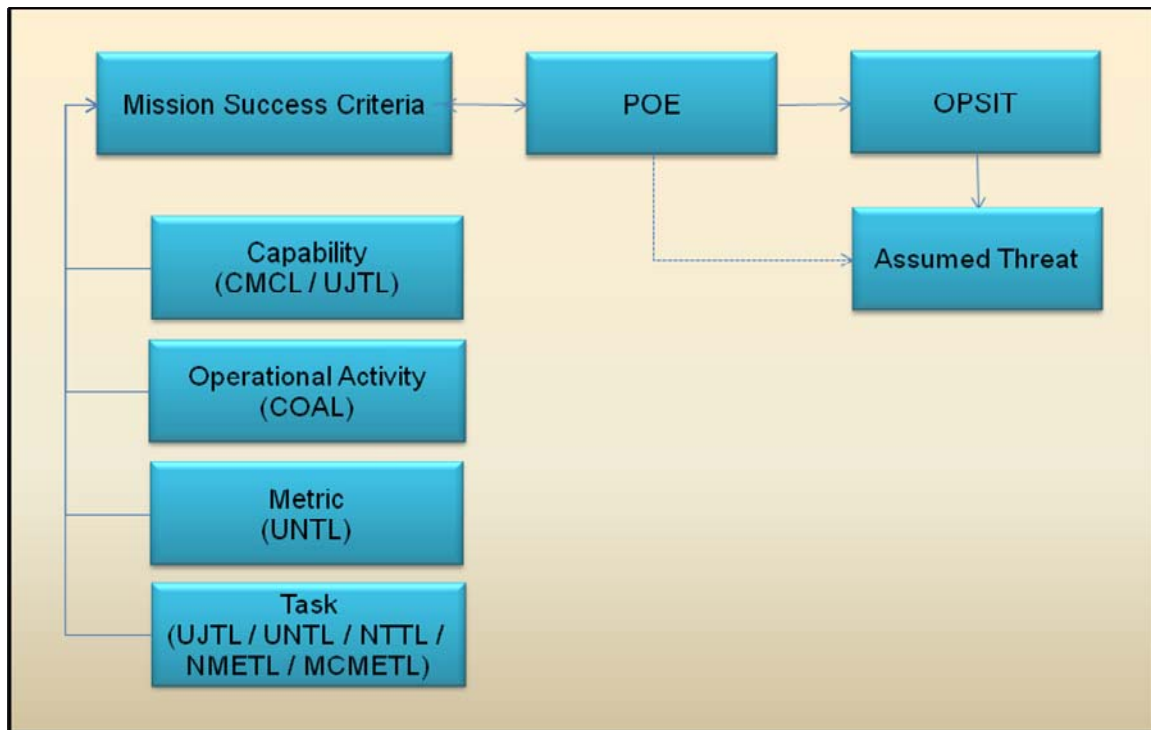 Mission Success Criteria
POE
OPSIT
Assumed Threat
Capability
(CMCL / UJTL)
Operational Activity
(COAL)
Metric
(UNTL)
Task
(UJTL / UNTL / NTTL /
NMETL / MCMETL)